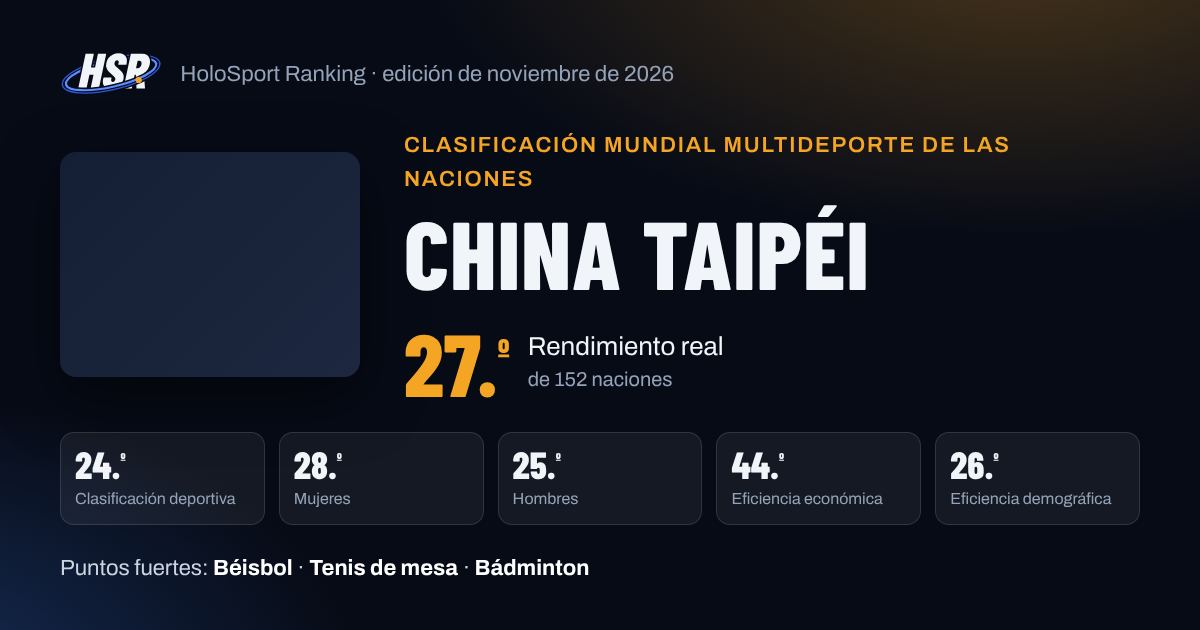 HSR
HoloSport Ranking · edición de noviembre de 2026
CLASIFICACIÓN MUNDIAL MULTIDEPORTE DE LAS
NACIONES
CHINA TAIPÉI
27.º Rendimiento real
de 152 naciones
24.º
Clasificación deportiva
28.º
Mujeres
25.º
Hombres
44.º
Eficiencia económica
26.º
Eficiencia demográfica
Puntos fuertes: Béisbol · Tenis de mesa · Bádminton